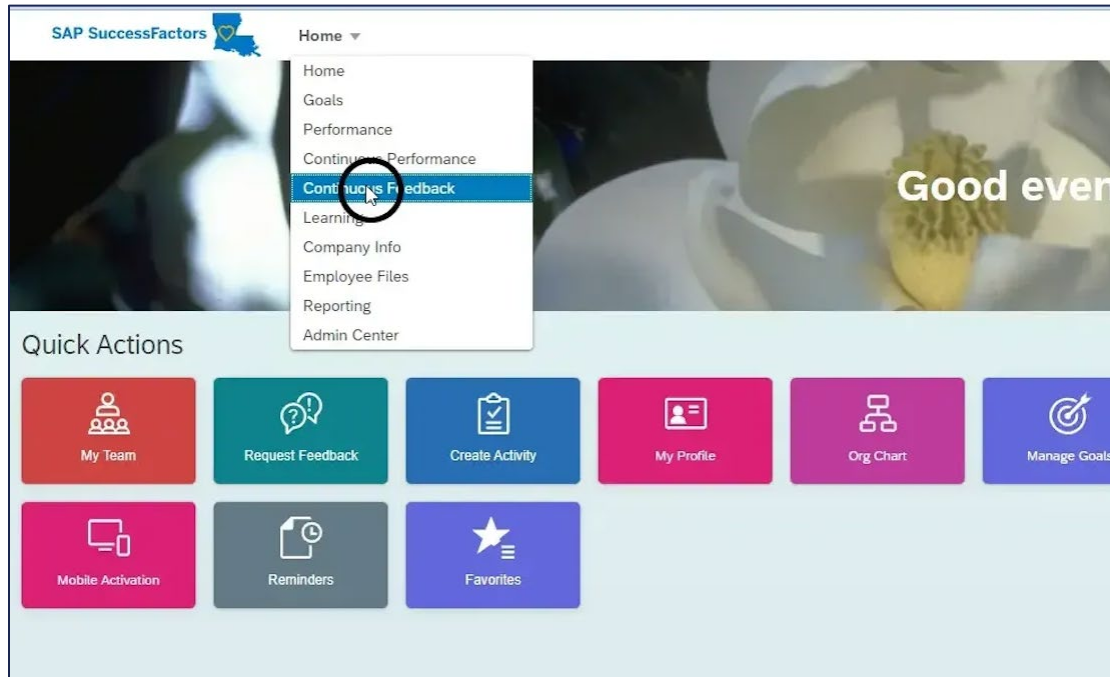 SAP SuccessFactors
Home
Home
Goals
Performance
Continuous Performance
Continuous Feedback
Learning
Company Info
Employee Files
Reporting
Admin Center
Good even
Quick Actions
My Team
Request Feedback
Create Activity
My Profile
Org Chart
Manage Goals
Mobile Activation
Reminders
Favorites